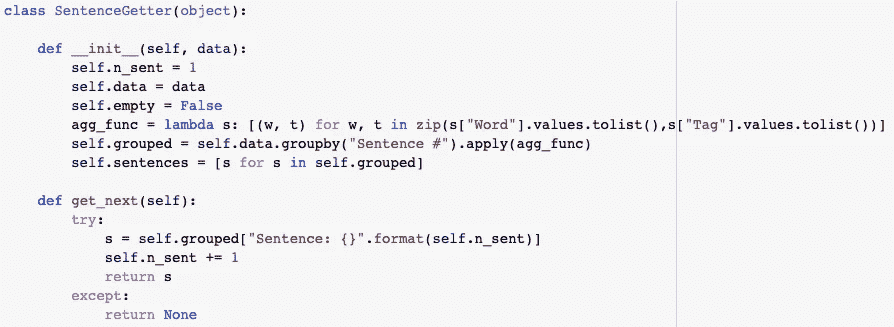 class SentenceGetter(object):
    def __init__(self, data):
        self.n_sent = 1
        self.data = data
        self.empty = False
        agg_func = lambda s: [(w, t) for w, t in zip(s["Word"].values.tolist(),s["Tag"].values.tolist())]
        self.grouped = self.data.groupby("Sentence #").apply(agg_func)
        self.sentences = [s for s in self.grouped]
    def get_next(self):
        try:
            s = self.grouped["Sentence: {}".format(self.n_sent)]
            self.n_sent += 1
            return s
        except:
            return None